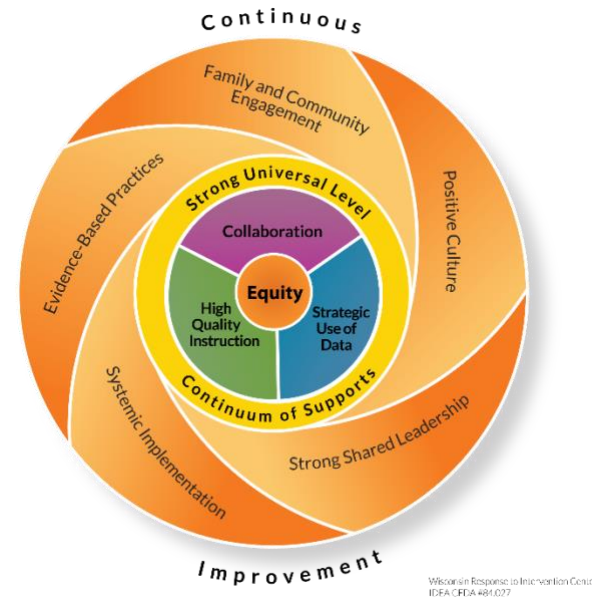 Continuous
Family and Community
Engagement
Positive Culture
Evidence-Based Practices
Strong Universal Level
Collaboration
Equity
High
Quality
Instruction
Strategic
Use of
Data
Continuum of Supports
Systemic Implementation
Strong Shared Leadership
Improvement
Wisconsin Response to Intervention
IDEA CFDA #84.027